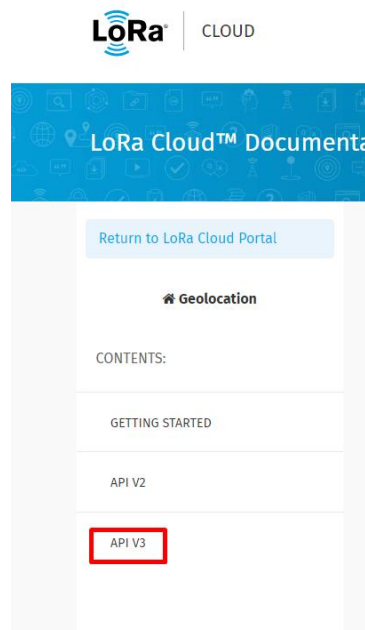 LoRa® CLOUD
LoRa Cloud™ Documenta
Return to LoRa Cloud Portal
Geolocation
CONTENTS:
GETTING STARTED
API V2
API V3